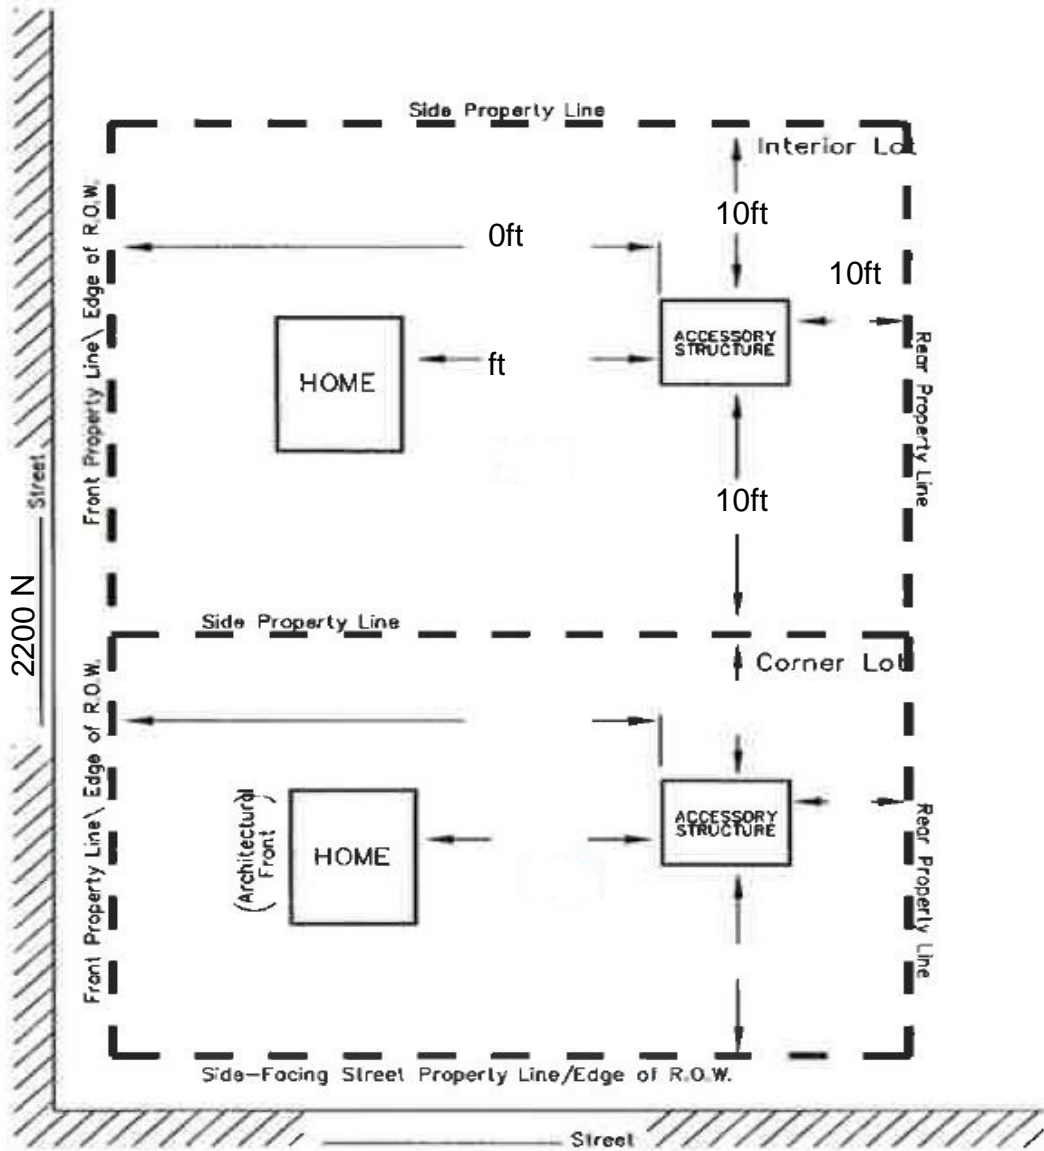 Side Property Line
Interior Lot
10ft
0ft
10ft
Front Property Line\ Edge of R.O.W.
ACCESSORY
STRUCTURE
Rear Property Line
HOME
ft
10ft
Street
2200 N
Side Property Line
Corner Lot
Front Property Line\ Edge of R.O.W.
(Architectural
Front)
HOME
ACCESSORY
STRUCTURE
Rear Property Line
Side-Facing Street Property Line/Edge of R.O.W.
Street